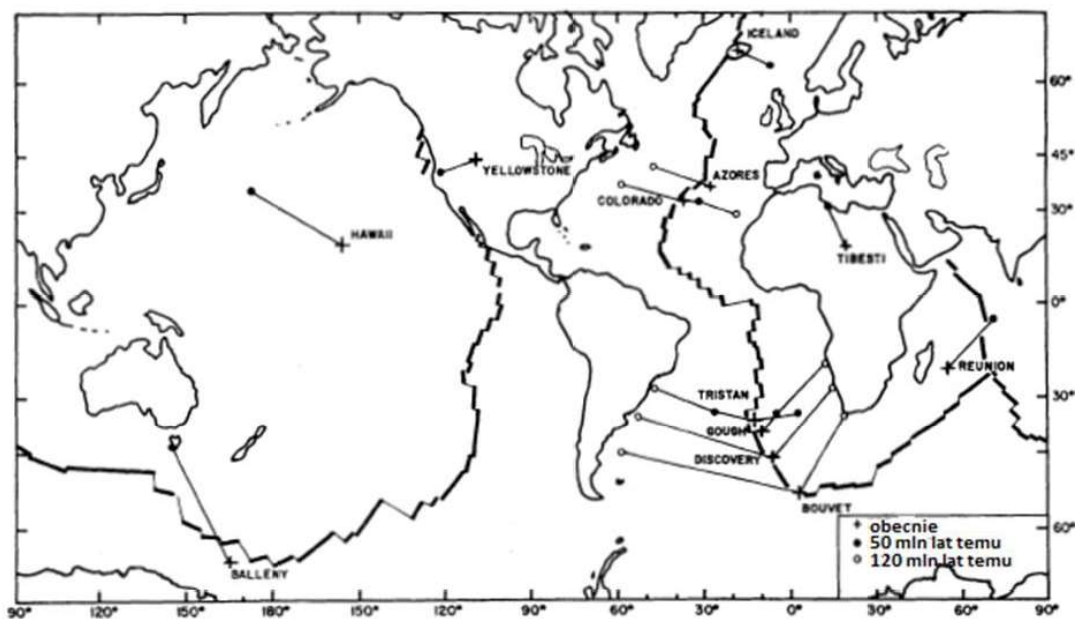 ICELAND
60°
45°
YELLOWSTONE
AZORES
COLORADO
30°
HAWAII
TIBESTI
0°
REUNION
TRISTAN
30°
GOUGH
DISCOVERY
BOUVET
60°
+ obecnie
● 50 mln lat temu
○ 120 mln lat temu
BALLENY
90° 120° 150° 180° 150° 120° 90° 60° 30° 0° 30° 60° 90°